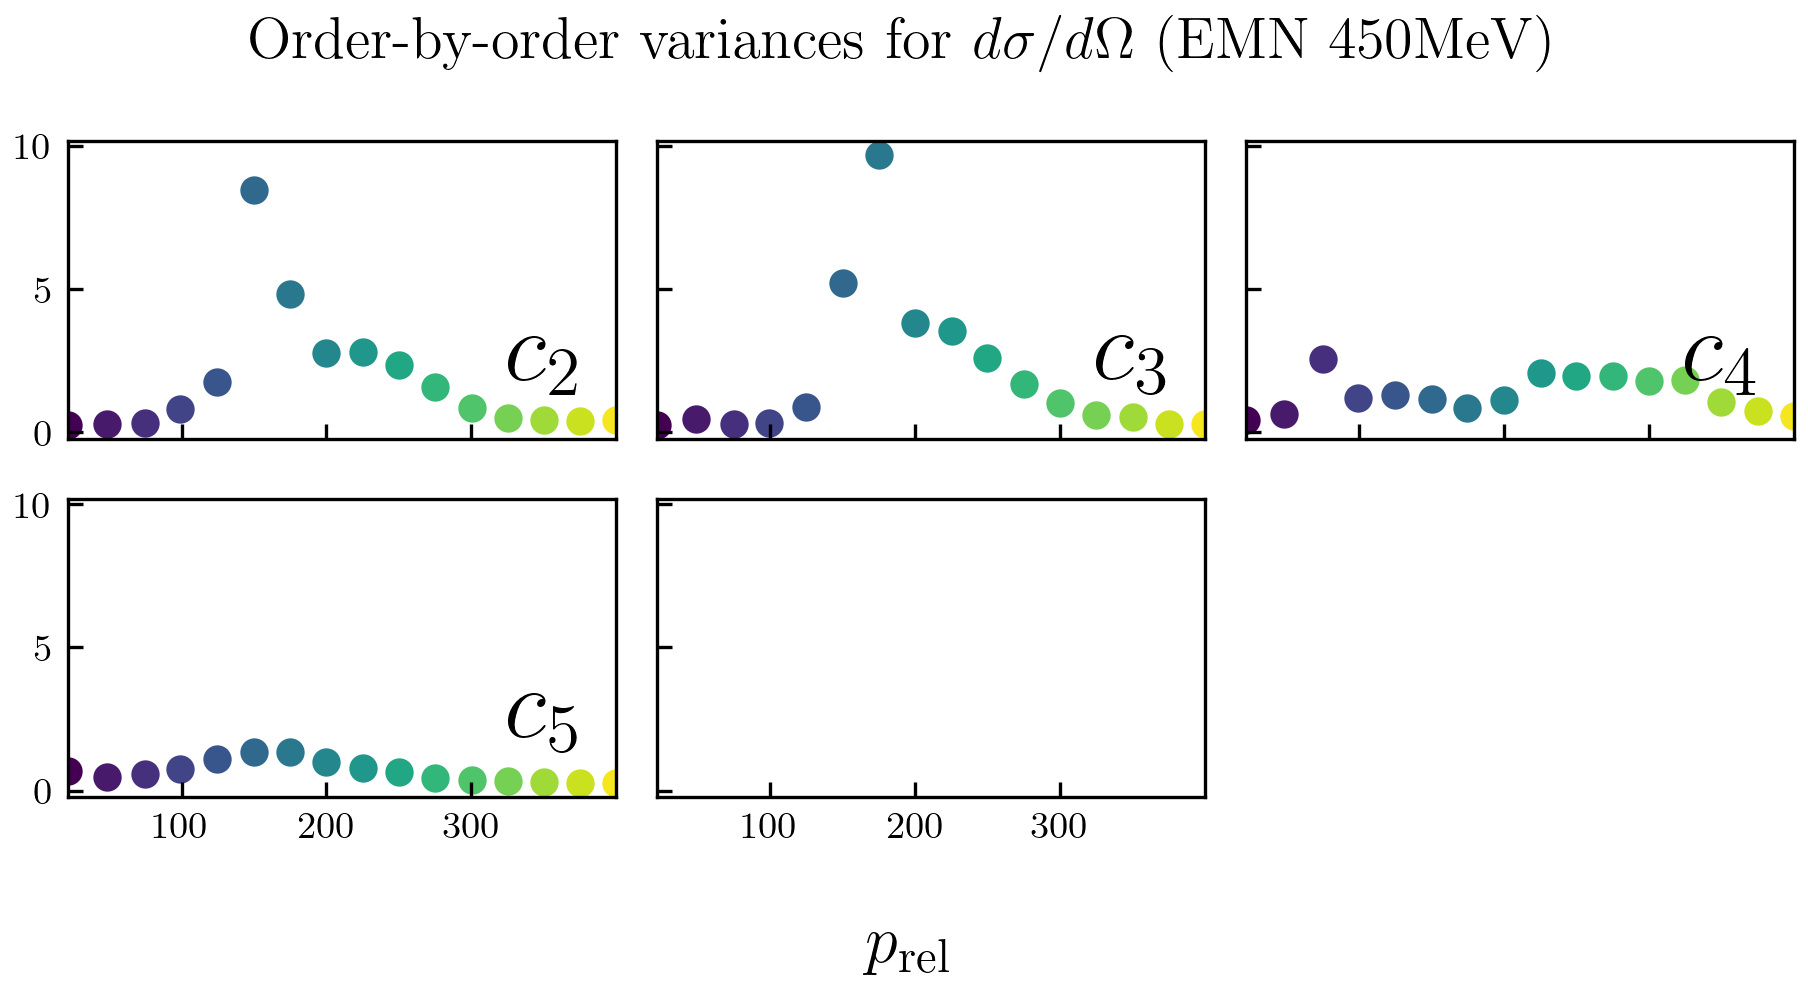 Order-by-order variances for dσ/dΩ (EMN 450MeV)
10
5
0
c₂
c₃
c₄
10
5
0
c₅
100 200 300
100 200 300
p_rel